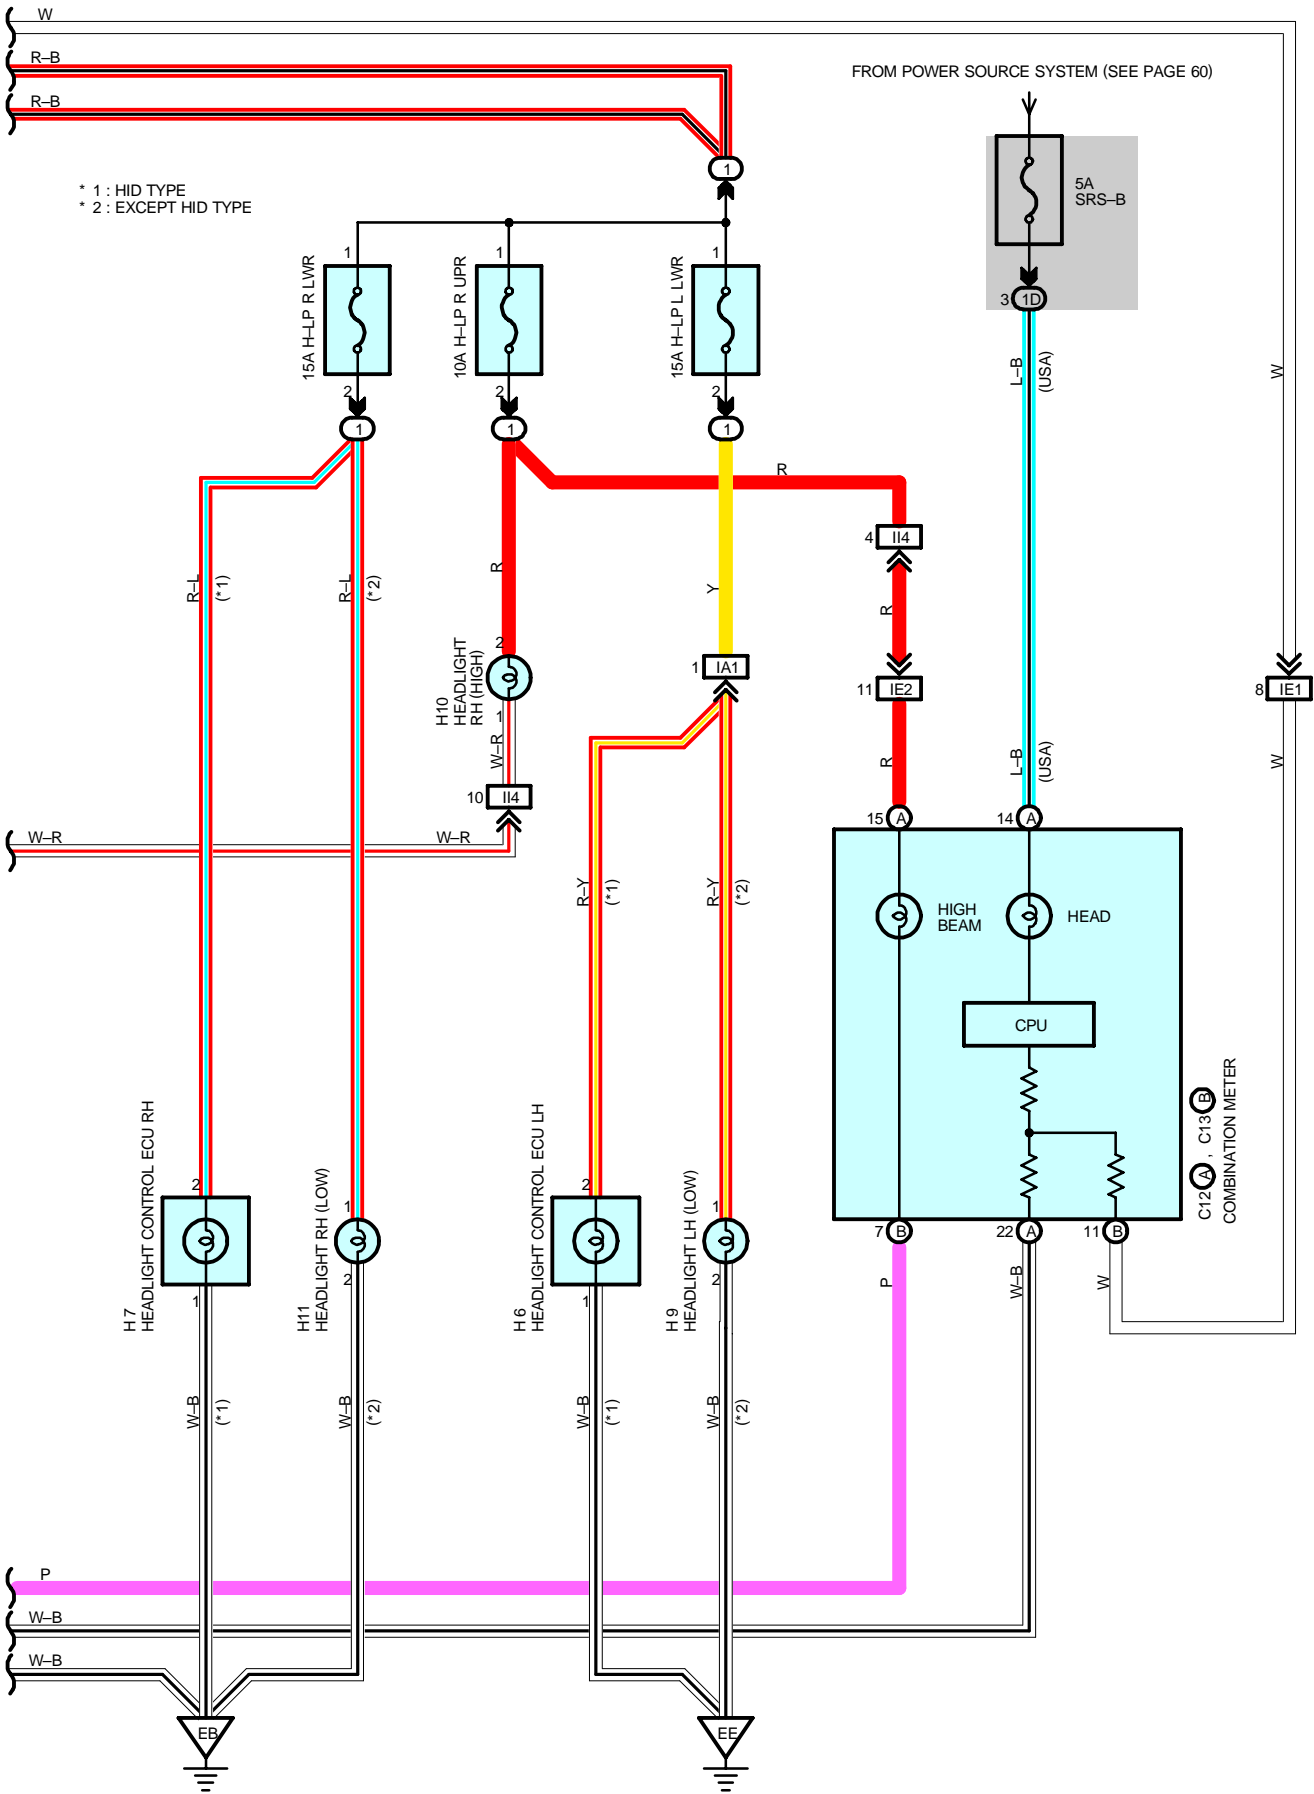 W
R–B
FROM POWER SOURCE SYSTEM (SEE PAGE 60)
R–B
1
* 1 : HID TYPE
* 2 : EXCEPT HID TYPE
5A
SRS–B
1
1
1
15A H–LP R LWR
10A H–LP R UPR
15A H–LP L LWR
3
1D
2
2
2
1
1
1
L–B
(USA)
W
R
4
II4
R–L
(*1)
R–L
(*2)
R
Y
R
2
H10
HEADLIGHT
RH (HIGH)
1
1
IA1
11
IE2
8
IE1
W–R
R
L–B
(USA)
W
10
II4
15
A
14
A
W–R
W–R
R–Y
(*1)
R–Y
(*2)
HIGH
BEAM
HEAD
CPU
C12 A , C13 B
COMBINATION METER
H 7
HEADLIGHT CONTROL ECU RH
2
1
H11
HEADLIGHT RH (LOW)
1
2
H 6
HEADLIGHT CONTROL ECU LH
2
1
H 9
HEADLIGHT LH (LOW)
1
2
7
B
22
A
11
B
P
W–B
W
W–B
(*1)
W–B
(*2)
W–B
(*1)
W–B
(*2)
P
W–B
W–B
EB
EE